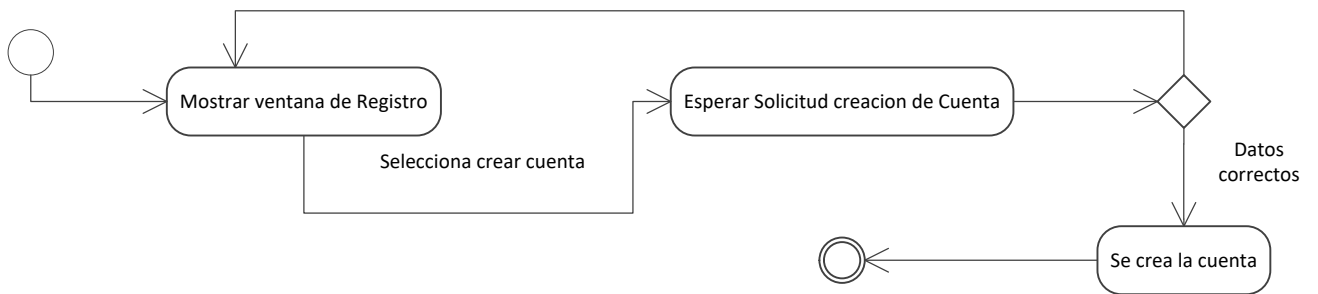 Mostrar ventana de Registro
Esperar Solicitud creacion de Cuenta
Selecciona crear cuenta
Datos
correctos
Se crea la cuenta